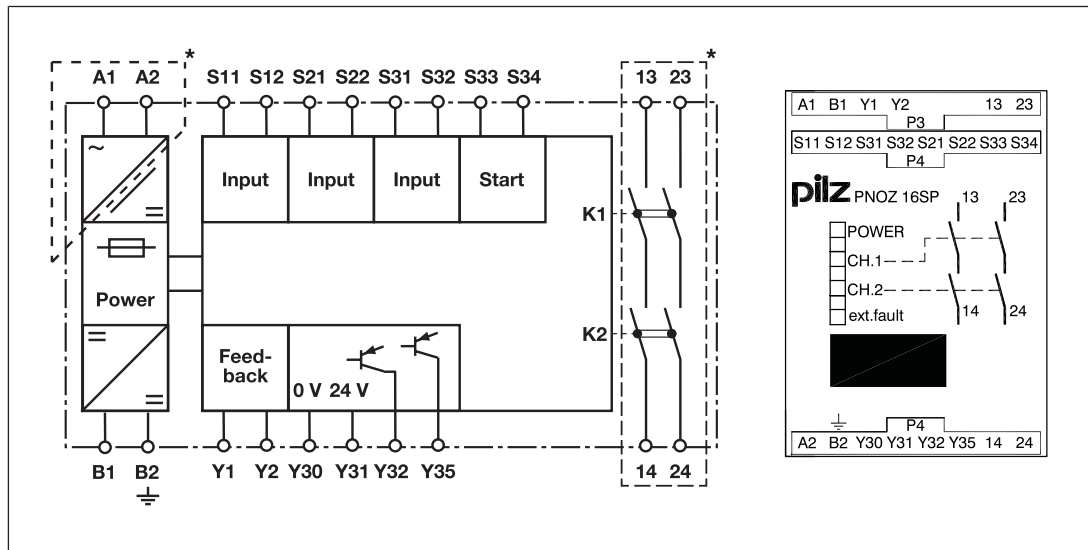 * *
A1 A2 S11 S12 S21 S22 S31 S32 S33 S34 13 23
~ Input Input Input Start
=
K1
Power
= Feed-
back
K2
0 V 24 V
=
B1 B2 Y1 Y2 Y30 Y31 Y32 Y35 14 24
A1 B1 Y1 Y2 13 23
P3
S11 S12 S31 S32 S21 S22 S33 S34
P4
pilz PNOZ 16SP 13 23
POWER
CH.1
CH.2
14 24
ext.fault
P4
A2 B2 Y30 Y31 Y32 Y35 14 24